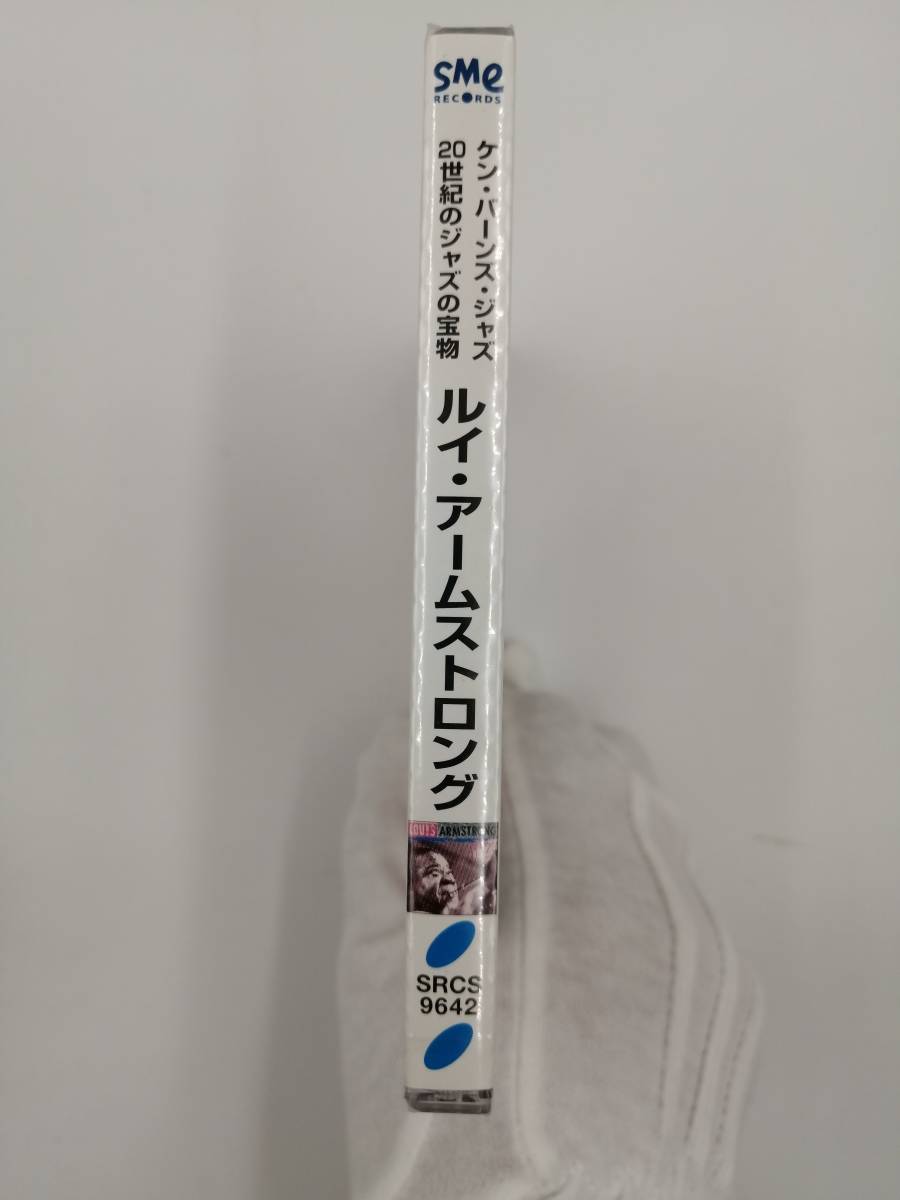 SMe
RECORDS
ケン・バーンス・ジャズ
20世紀のジャズの宝物
ルイ・アームストロング
LOUIS ARMSTRONG
SRCS
9642